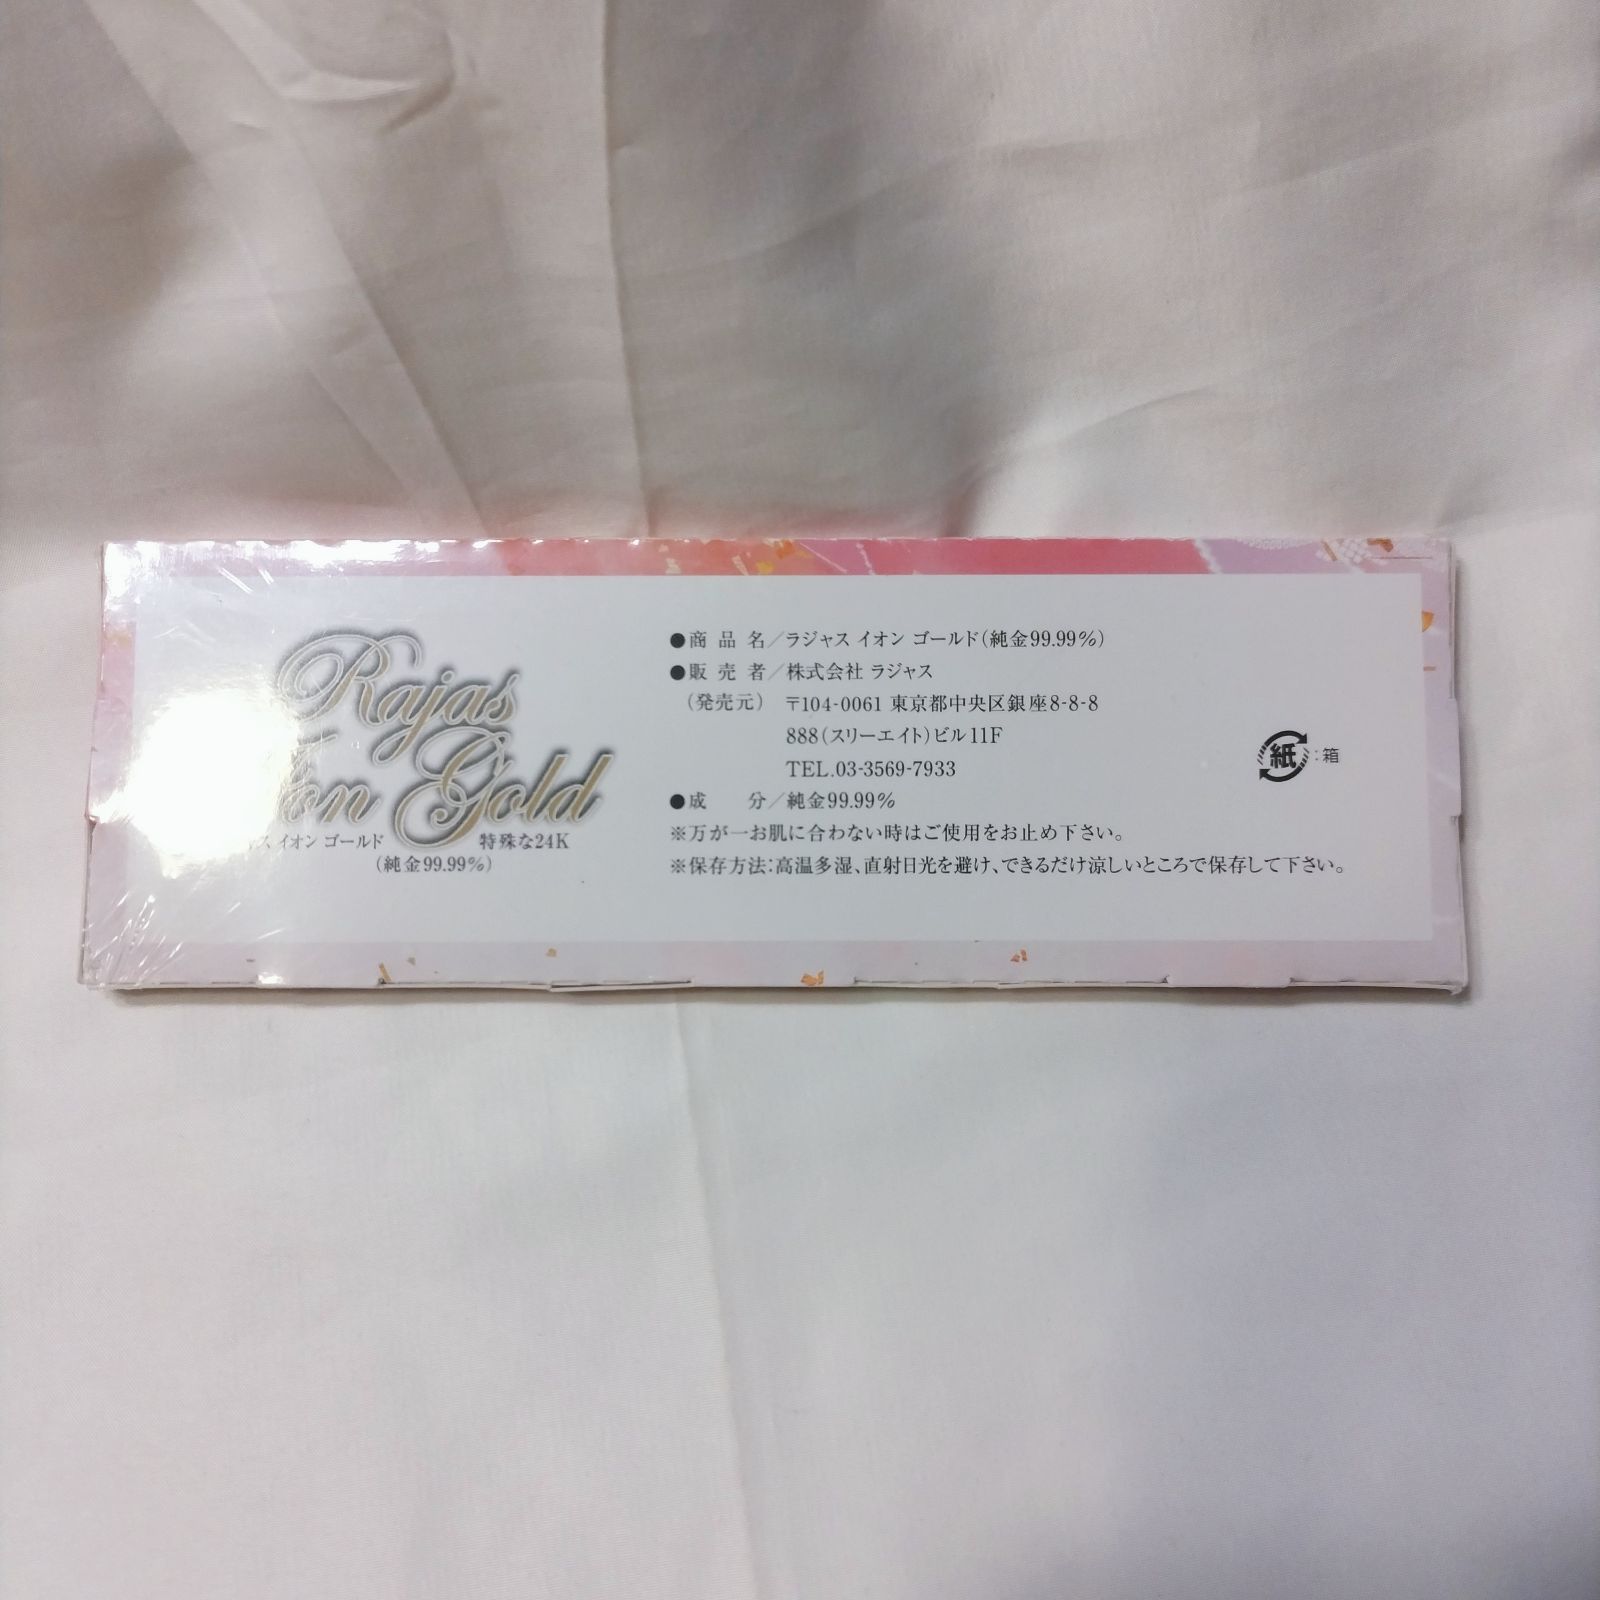 Rajas
Ion Gold
ス イオン ゴールド 特殊な24K
(純金99.99%)
●商品名/ラジャス イオン ゴールド(純金99.99%)
●販売者/株式会社 ラジャス
(発売元) 〒104-0061 東京都中央区銀座8-8-8
888(スリーエイト)ビル11F
TEL.03-3569-7933
●成 分/純金99.99%
※万が一お肌に合わない時はご使用をお止め下さい。
※保存方法:高温多湿、直射日光を避け、できるだけ涼しいところで保存して下さい。
紙:箱